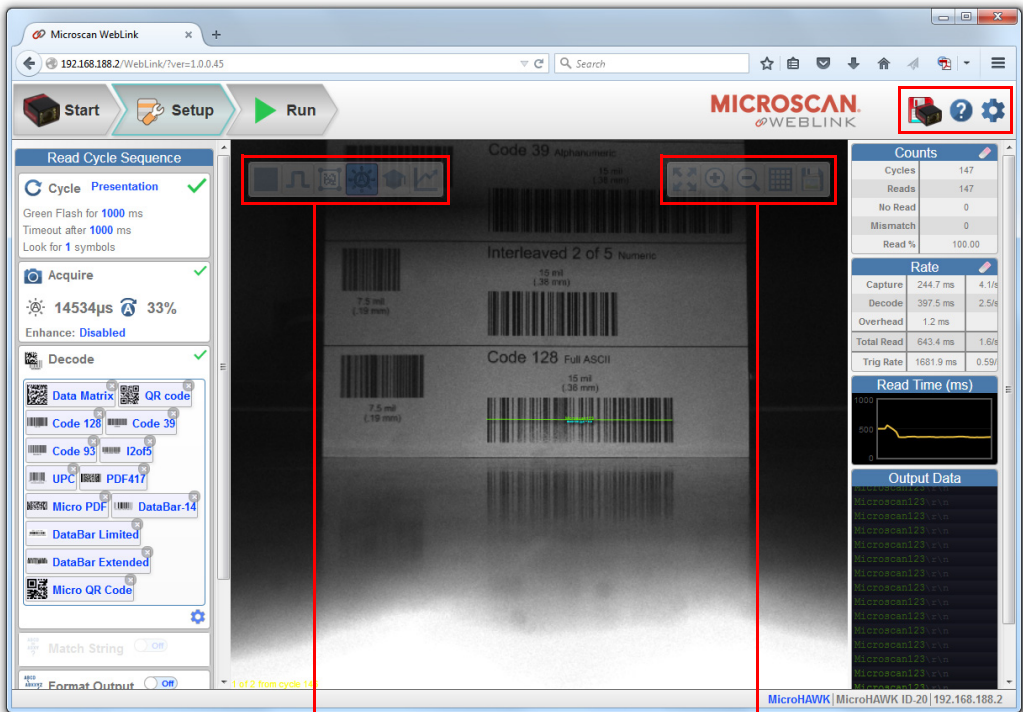 Microscan WebLink
192.168.188.2/WebLink/?ver=1.0.0.45
Search
Start
Setup
Run
MICROSCAN.
WEBLINK
Read Cycle Sequence
Cycle Presentation
Green Flash for 1000 ms
Timeout after 1000 ms
Look for 1 symbols
Acquire
14534µs 33%
Enhance: Disabled
Decode
Data Matrix QR code
Code 128 Code 39
Code 93 I2of5
UPC PDF417
Micro PDF DataBar-14
DataBar Limited
DataBar Extended
Micro QR Code
Match String Off
Format Output Off
Code 39 Alphanumeric
15 mil
(.38 mm)
Interleaved 2 of 5 Numeric
15 mil
(.38 mm)
7.5 mil
(.19 mm)
Code 128 Full ASCII
15 mil
(.38 mm)
7.5 mil
(.19 mm)
1 of 2 from cycle
Counts
Cycles 147
Reads 147
No Read 0
Mismatch 0
Read % 100.00
Rate
Capture 244.7 ms 4.1/s
Decode 397.5 ms 2.5/s
Overhead 1.2 ms
Total Read 643.4 ms 1.6/s
Trig Rate 1681.9 ms 0.59/
Read Time (ms)
1000
500
0
Output Data
Microscan123\r\n
Microscan123\r\n
Microscan123\r\n
Microscan123\r\n
Microscan123\r\n
Microscan123\r\n
Microscan123\r\n
Microscan123\r\n
Microscan123\r\n
Microscan123\r\n
Microscan123\r\n
Microscan123\r\n
Microscan123\r\n
Microscan123\r\n
MicroHAWK | MicroHAWK ID-20 | 192.168.188.2